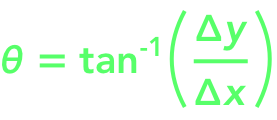 θ = tan⁻¹(Δy/Δx)